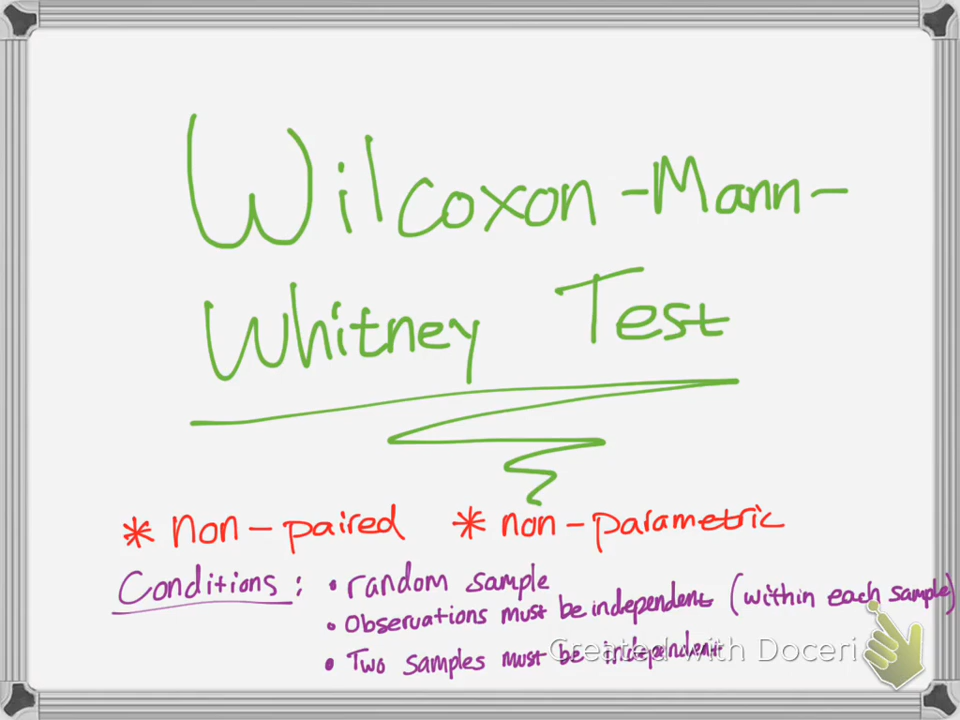 Wilcoxon - Mann -
Whitney Test
* non - paired * non - parametric
Conditions : • random sample
• Observations must be independent (within each sample)
• Two samples must be independent
Created with Doceri